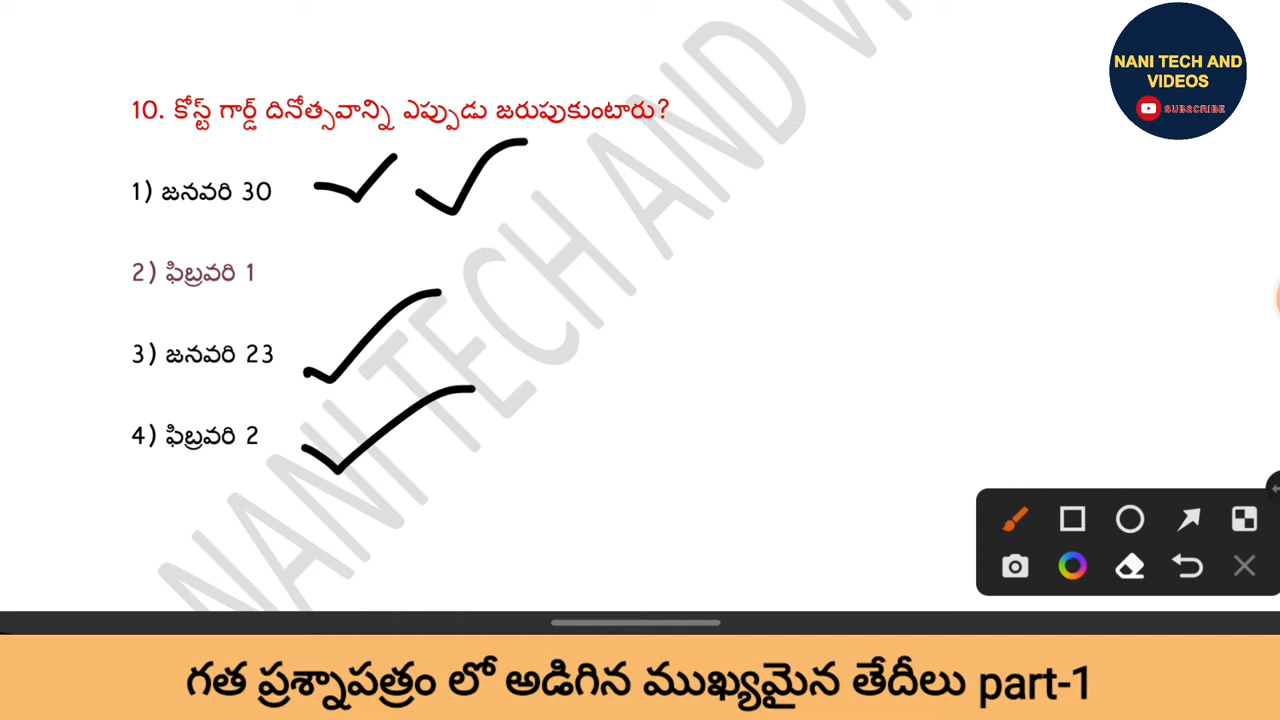 NANI TECH AND
VIDEOS
SUBSCRIBE
10. కోస్ట్ గార్డ్ దినోత్సవాన్ని ఎప్పుడు జరుపుకుంటారు?
1) జనవరి 30
2) ఫిబ్రవరి 1
3) జనవరి 23
4) ఫిబ్రవరి 2
NANI TECH AND VI
గత ప్రశ్నాపత్రం లో అడిగిన ముఖ్యమైన తేదీలు part-1